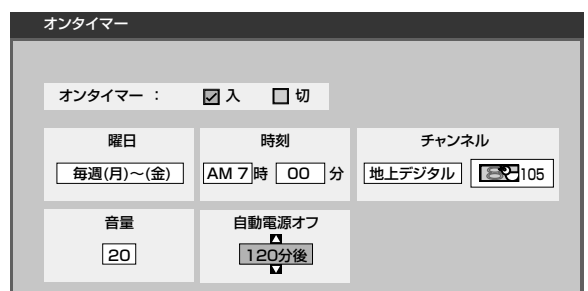 オンタイマー
オンタイマー : 入 切
曜日 時刻 チャンネル
毎週(月)~(金) AM 7 時 00 分 地上デジタル 105
音量 自動電源オフ
20 120分後